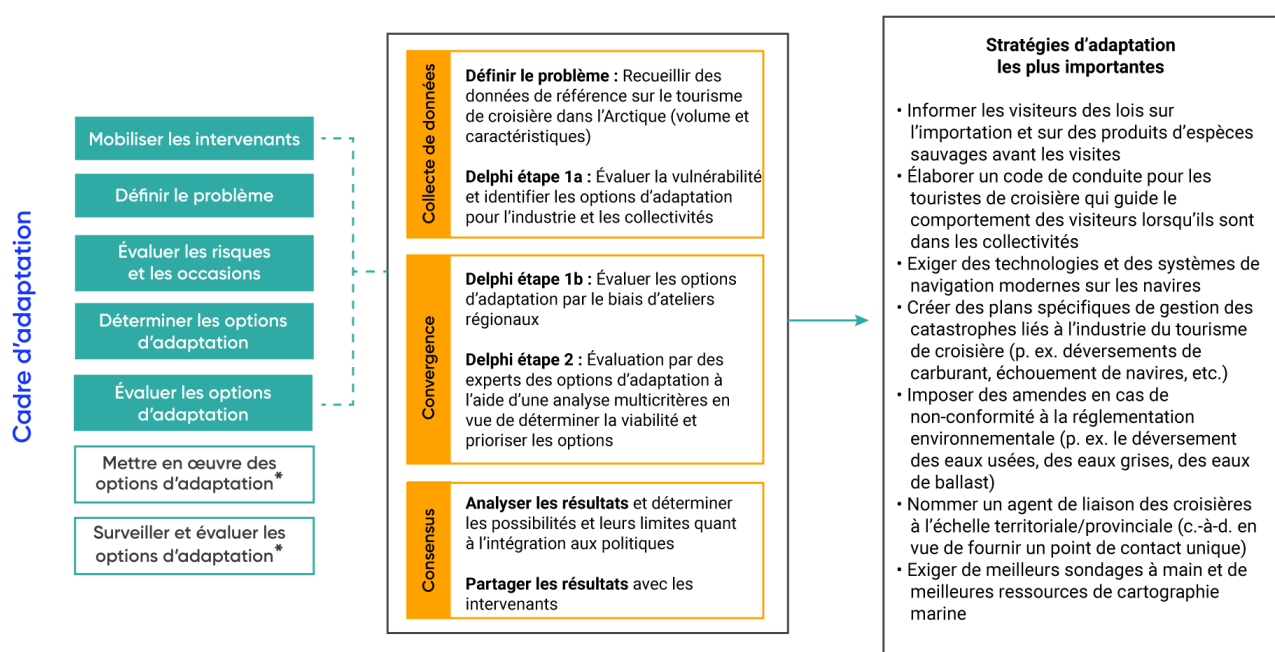 Cadre d'adaptation
Mobiliser les intervenants
Définir le problème
Évaluer les risques
et les occasions
Déterminer les options
d'adaptation
Évaluer les options
d'adaptation
Mettre en œuvre des
options d'adaptation*
Surveiller et évaluer les
options d'adaptation*
Collecte de données
Définir le problème : Recueillir des
données de référence sur le tourisme
de croisière dans l'Arctique (volume et
caractéristiques)
Delphi étape 1a : Évaluer la vulnérabilité
et identifier les options d'adaptation
pour l'industrie et les collectivités
Convergence
Delphi étape 1b : Évaluer les options
d'adaptation par le biais d'ateliers
régionaux
Delphi étape 2 : Évaluation par des
experts des options d'adaptation à
l'aide d'une analyse multicritères en
vue de déterminer la viabilité et
prioriser les options
Consensus
Analyser les résultats et déterminer
les possibilités et leurs limites quant
à l'intégration aux politiques
Partager les résultats avec les
intervenants
Stratégies d'adaptation
les plus importantes
• Informer les visiteurs des lois sur
l'importation et sur des produits d'espèces
sauvages avant les visites
• Élaborer un code de conduite pour les
touristes de croisière qui guide le
comportement des visiteurs lorsqu'ils sont
dans les collectivités
• Exiger des technologies et des systèmes de
navigation modernes sur les navires
• Créer des plans spécifiques de gestion des
catastrophes liés à l'industrie du tourisme
de croisière (p. ex. déversements de
carburant, échouement de navires, etc.)
• Imposer des amendes en cas de
non-conformité à la réglementation
environnementale (p. ex. le déversement
des eaux usées, des eaux grises, des eaux
de ballast)
• Nommer un agent de liaison des croisières
à l'échelle territoriale/provinciale (c.-à-d. en
vue de fournir un point de contact unique)
• Exiger de meilleurs sondages à main et de
meilleures ressources de cartographie
marine